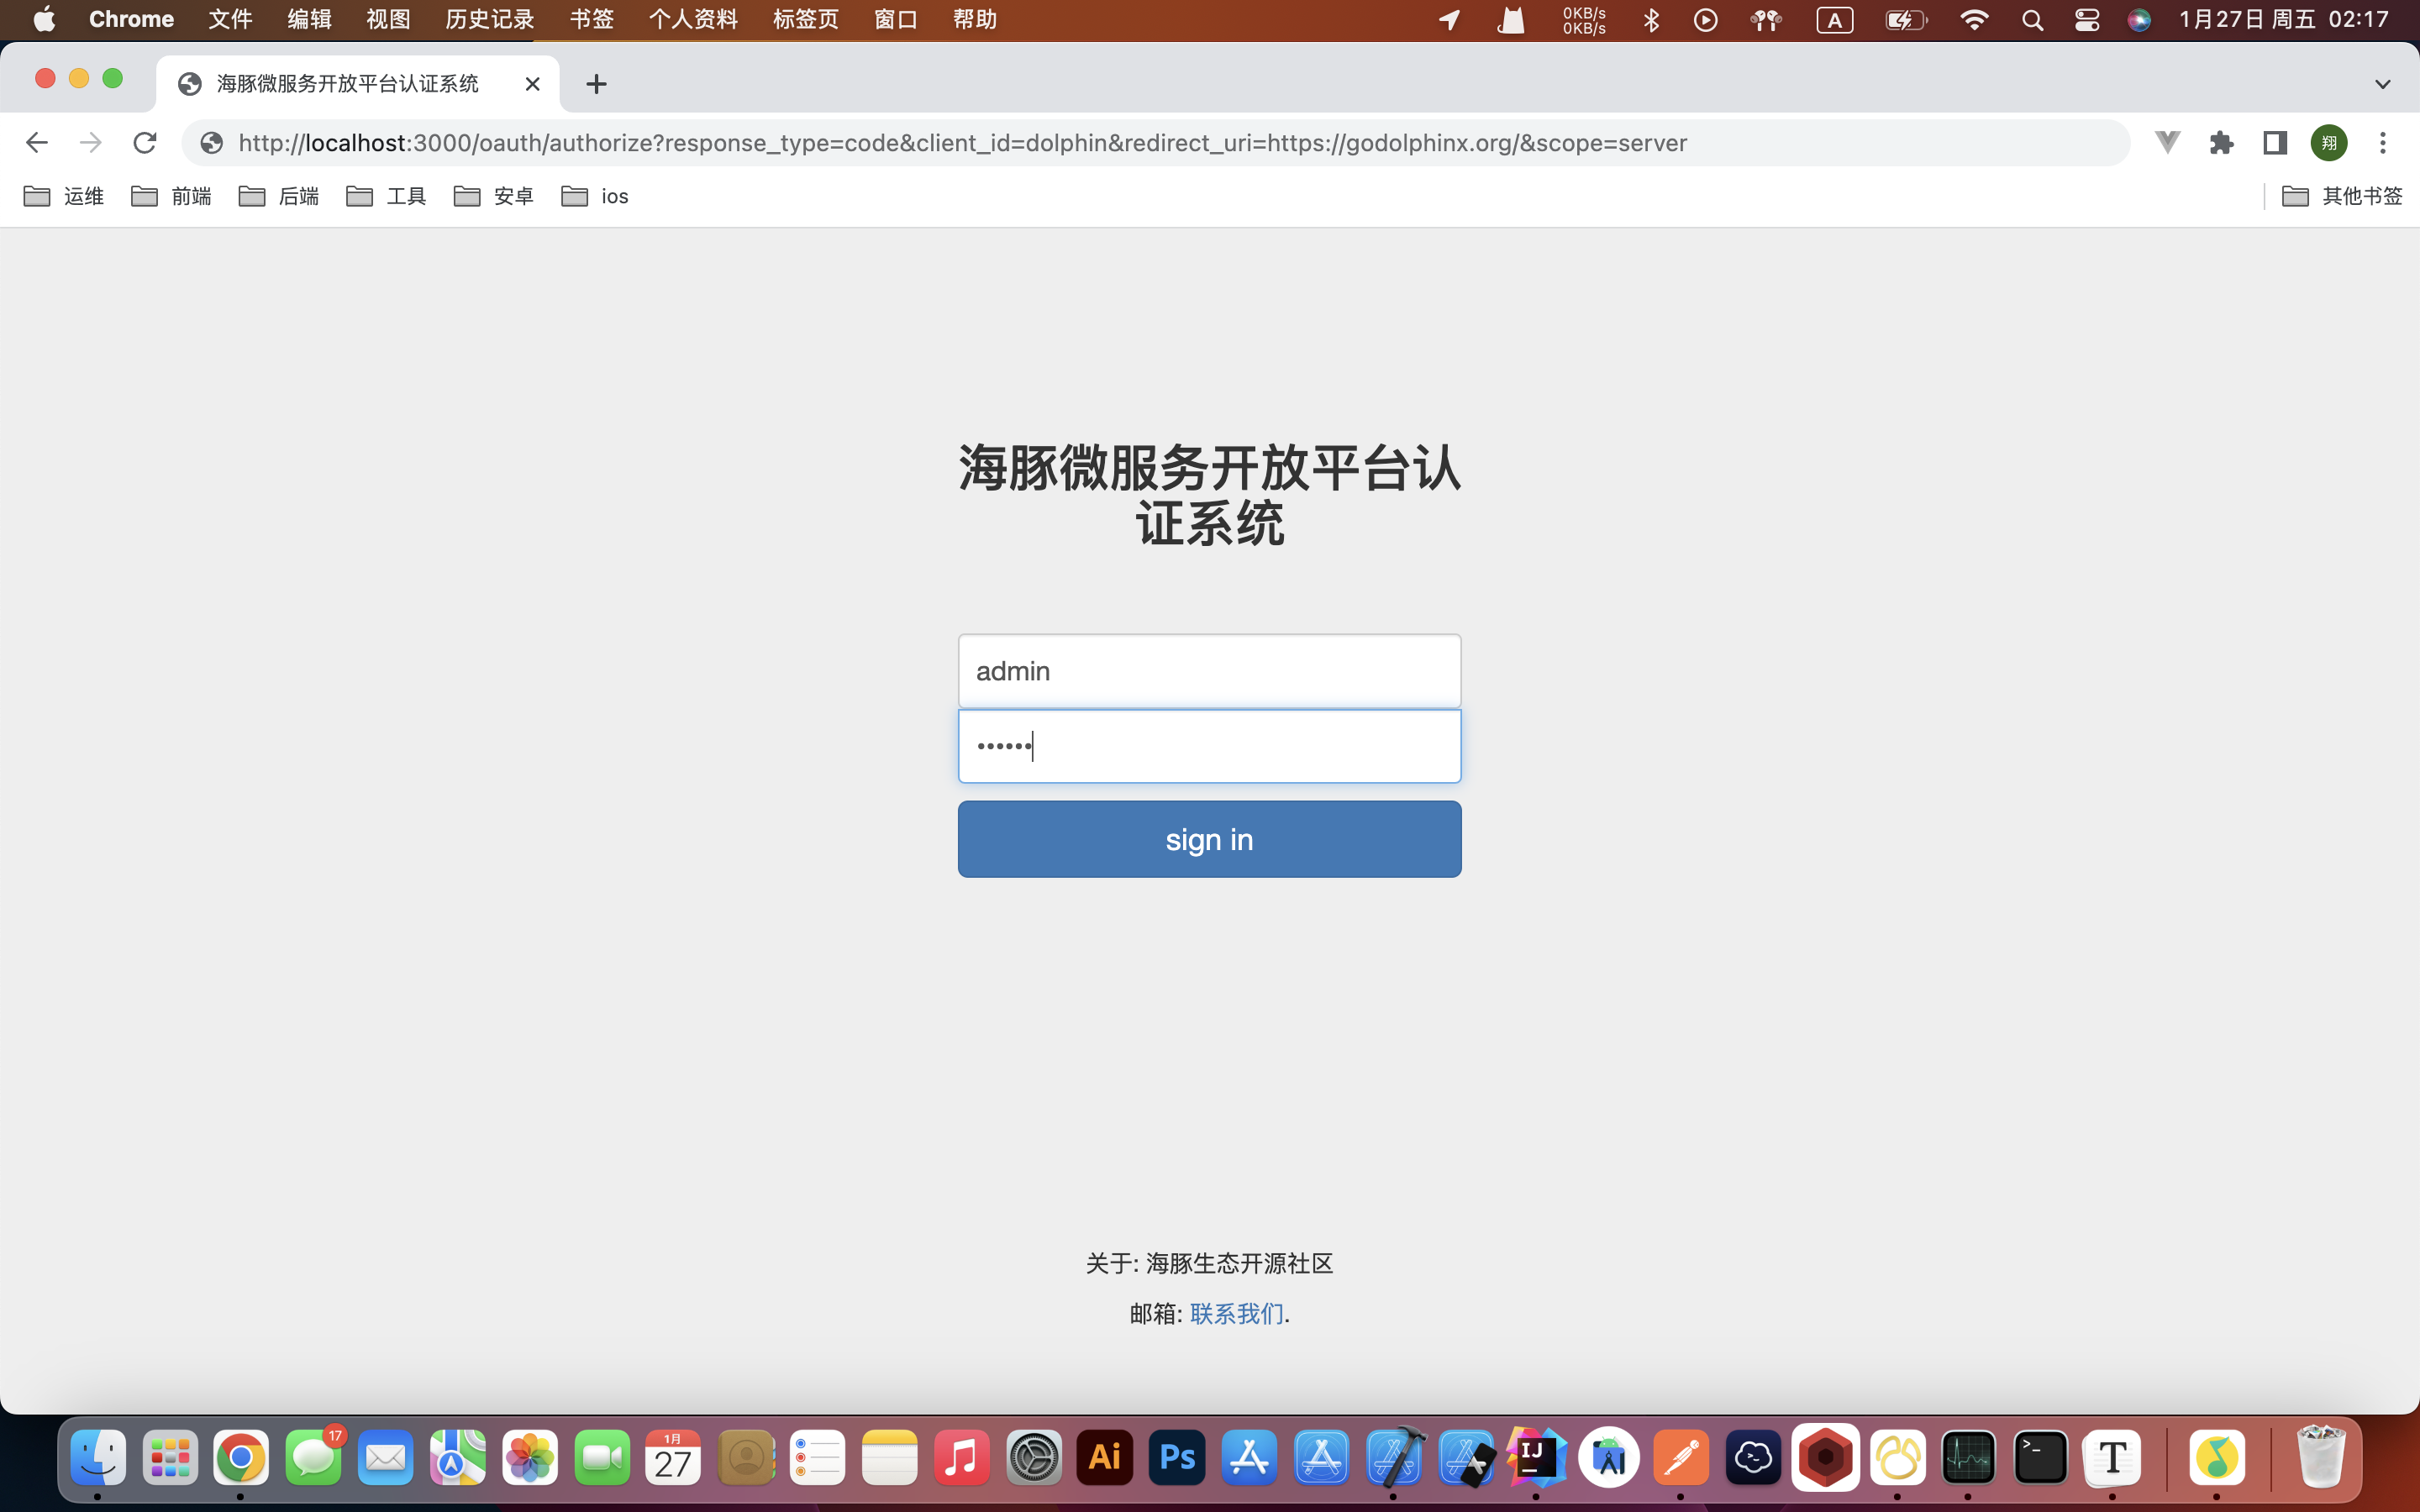 Chrome 文件 编辑 视图 历史记录 书签 个人资料 标签页 窗口 帮助 0KB/s 0KB/s A 1月27日 周五 02:17
海豚微服务开放平台认证系统
http://localhost:3000/oauth/authorize?response_type=code&client_id=dolphin&redirect_uri=https://godolphinx.org/&scope=server 翔
运维 前端 后端 工具 安卓 ios 其他书签
海豚微服务开放平台认
证系统
admin
••••••
sign in
关于: 海豚生态开源社区
邮箱: 联系我们.
17 1月 27 Ai Ps IJ >_ T